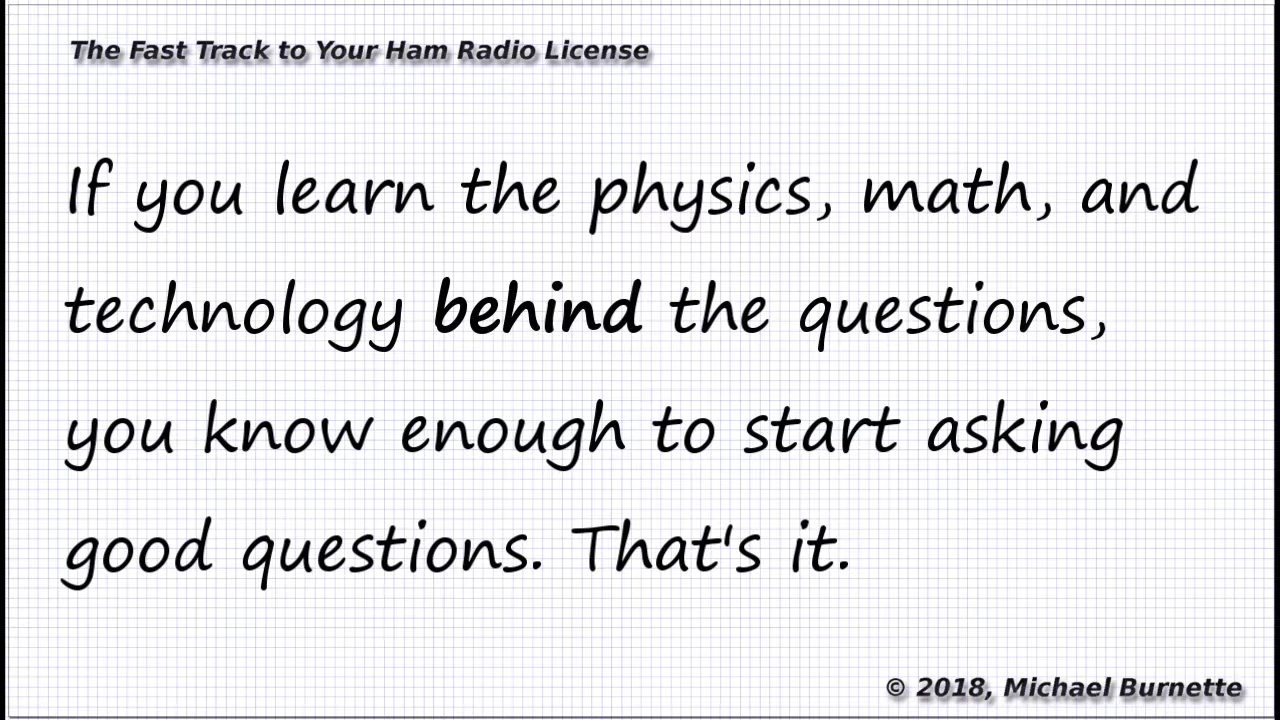 The Fast Track to Your Ham Radio License
If you learn the physics, math, and
technology behind the questions,
you know enough to start asking
good questions. That's it.
© 2018, Michael Burnette